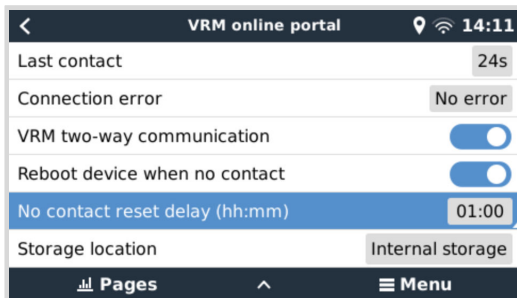 VRM online portal 14:11
Last contact 24s
Connection error No error
VRM two-way communication
Reboot device when no contact
No contact reset delay (hh:mm) 01:00
Storage location Internal storage
Pages Menu